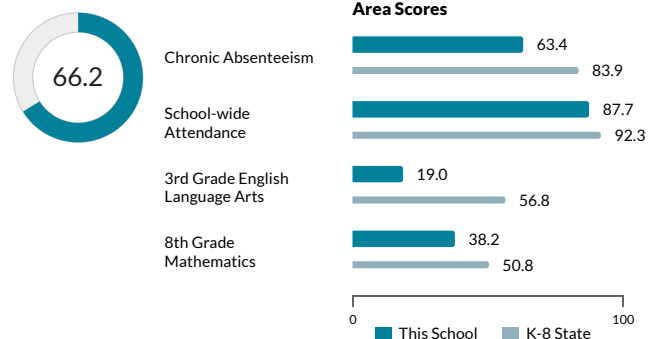 Area Scores
66.2
Chronic Absenteeism
63.4
83.9
School-wide
Attendance
87.7
92.3
3rd Grade English
Language Arts
19.0
56.8
8th Grade
Mathematics
38.2
50.8
0 100
This School K-8 State